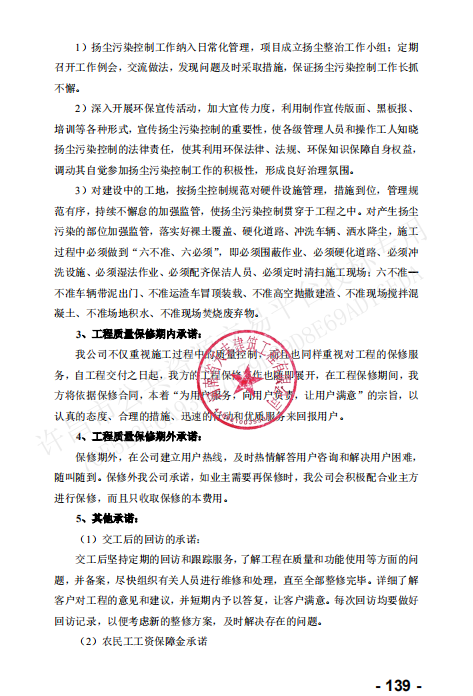 1）扬尘污染控制工作纳入日常化管理，项目成立扬尘整治工作小组；定期
召开工作例会，交流做法，发现问题及时采取措施，保证扬尘污染控制工作长抓
不懈。
2）深入开展环保宣传活动，加大宣传力度，利用制作宣传版面、黑板报、
培训等各种形式，宣传扬尘污染控制的重要性，使各级管理人员和操作工人知晓
扬尘污染控制的法律责任，使其利用环保法律、法规、环保知识保障自身权益，
调动其自觉参加扬尘污染控制工作的积极性，形成良好治理氛围。
3）对建设中的工地，按扬尘控制规范对硬件设施管理，措施到位，管理规
范有序，持续不懈怠的加强监管，使扬尘污染控制贯穿于工程之中。对产生扬尘
污染的部位加强监管，落实好裸土覆盖、硬化道路、冲洗车辆、洒水降尘，施工
过程中必须做到“六不准、六必须”，即必须围蔽作业、必须硬化道路、必须冲
洗设施、必须湿法作业、必须配齐保洁人员、必须定时清扫施工现场；六不准一
不准车辆带泥出门、不准运渣车冒顶装载、不准高空抛撒建渣、不准现场搅拌混
凝土、不准场地积水、不准现场焚烧废弃物。
3、工程质量保修期内承诺：
我公司不仅重视施工过程中的质量控制，而且也同样重视对工程的保修服
务，自工程交付之日起，我方的工程保修工作也随即展开，在工程保修期间，我
方将依据保修合同，本着“为用户服务，向用户负责，让用户满意”的宗旨，以
认真的态度、合理的措施、迅速的行动和优质服务来回报用户。
4、工程质量保修期外承诺：
保修期外，在公司建立用户热线，及时热情解答用户咨询和解决用户困难，
随叫随到。保修外我公司承诺，如业主需要再保修时，我公司会积极配合业主方
进行保修，而且只收取保修的本费用。
5、其他承诺：
（1）交工后的回访的承诺：
交工后坚持定期的回访和跟踪服务，了解工程在质量和功能使用等方面的问
题，并备案，尽快组织有关人员进行维修和处理，直至全部整修完毕。详细了解
客户对工程的意见和建议，并短期内予以答复，让客户满意。每次回访均要做好
回访记录，以便考虑新的整修方案，及时解决存在的问题。
（2）农民工工资保障金承诺
- 139 -